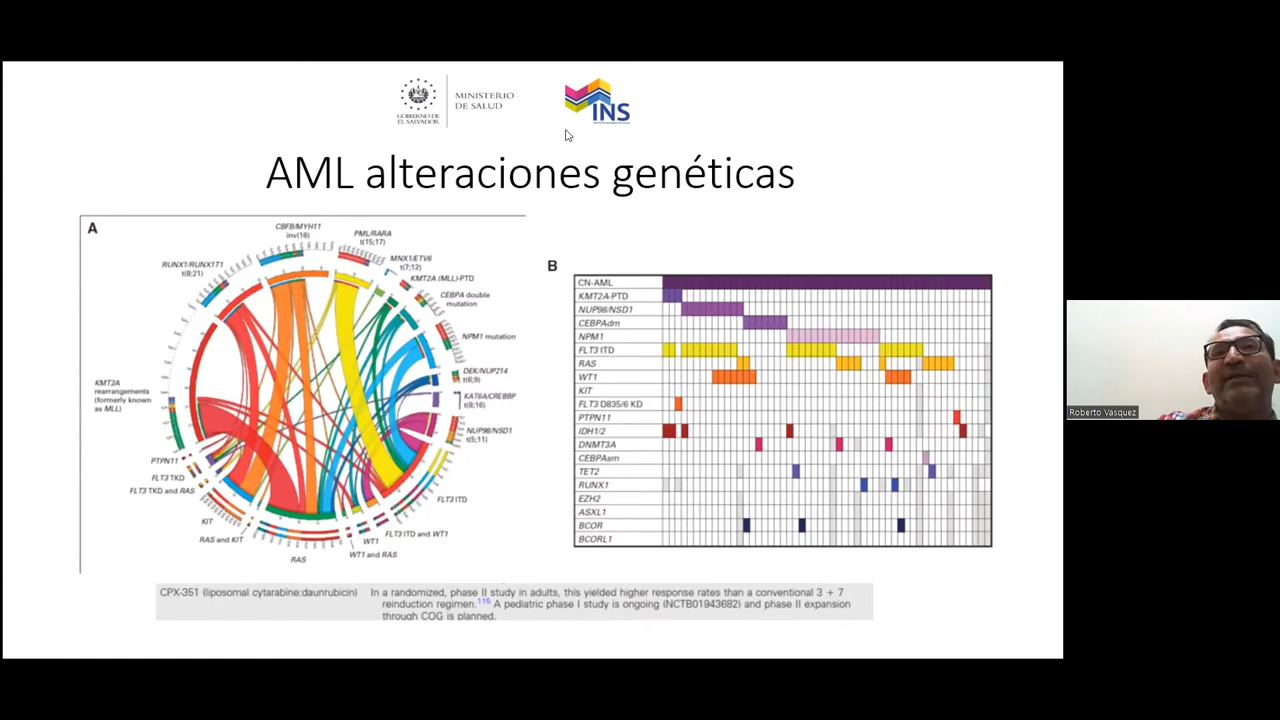 GOBIERNO DE
EL SALVADOR
MINISTERIO
DE SALUD
INS
AML alteraciones genéticas
A
CBFB/MYH11
inv(16)
PML/RARA
t(15;17)
MNX1/ETV6
t(7;12)
KMT2A (MLL)-PTD
CEBPA double
mutation
NPM1 mutation
DEK/NUP214
t(6;9)
KAT6A/CREBBP
t(8;16)
NUP98/NSD1
t(5;11)
FLT3 ITD
FLT3 ITD and WT1
WT1
WT1 and RAS
RAS
RAS and KIT
KIT
FLT3 TKD and RAS
FLT3 TKD
PTPN11
KMT2A
rearrangements
(formerly known
as MLL)
RUNX1/RUNX1T1
t(8;21)
B
CN-AML
KMT2A-PTD
NUP98/NSD1
CEBPAdm
NPM1
FLT3 ITD
RAS
WT1
KIT
FLT3 D835/6 KD
PTPN11
IDH1/2
DNMT3A
CEBPAsm
TET2
RUNX1
EZH2
ASXL1
BCOR
BCORL1
CPX-351 (liposomal cytarabine:daunrubicin) In a randomized, phase II study in adults, this yielded higher response rates than a conventional 3 + 7
reinduction regimen.116 A pediatric phase I study is ongoing (NCTB01943682) and phase II expansion
through COG is planned.
Roberto Vasquez